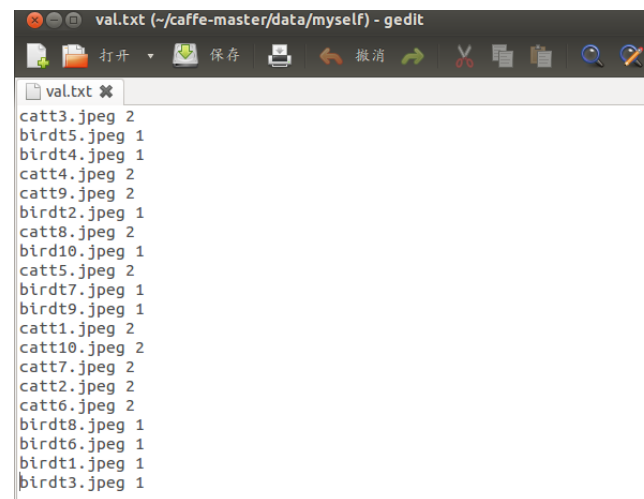 val.txt (~/caffe-master/data/myself) - gedit
打开 保存 撤消
val.txt
catt3.jpeg 2
birdt5.jpeg 1
birdt4.jpeg 1
catt4.jpeg 2
catt9.jpeg 2
birdt2.jpeg 1
catt8.jpeg 2
bird10.jpeg 1
catt5.jpeg 2
birdt7.jpeg 1
birdt9.jpeg 1
catt1.jpeg 2
catt10.jpeg 2
catt7.jpeg 2
catt2.jpeg 2
catt6.jpeg 2
birdt8.jpeg 1
birdt6.jpeg 1
birdt1.jpeg 1
birdt3.jpeg 1